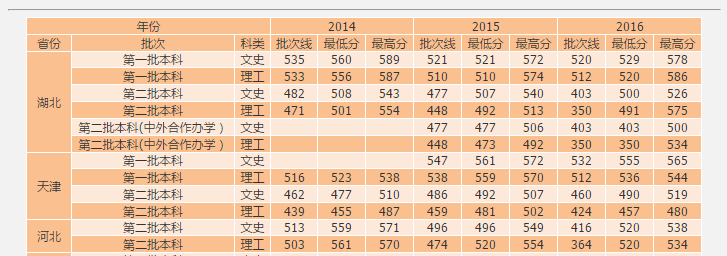 年份 2014 2015 2016
省份 批次 科类 批次线 最低分 最高分 批次线 最低分 最高分 批次线 最低分 最高分
湖北 第一批本科 文史 535 560 589 521 521 572 520 529 578
第一批本科 理工 533 556 587 510 510 574 512 520 586
第二批本科 文史 482 508 543 477 507 540 403 500 526
第二批本科 理工 471 501 554 448 492 513 350 491 575
第二批本科(中外合作办学) 文史 477 477 506 403 403 500
第二批本科(中外合作办学) 理工 448 473 492 350 350 534
天津 第一批本科 文史 547 561 572 532 555 565
第一批本科 理工 516 523 538 538 559 570 512 536 544
第二批本科 文史 462 477 510 486 492 507 460 490 519
第二批本科 理工 439 455 487 459 481 502 424 457 480
河北 第二批本科 文史 513 559 571 496 496 549 416 520 538
第二批本科 理工 503 561 570 474 520 554 364 520 534